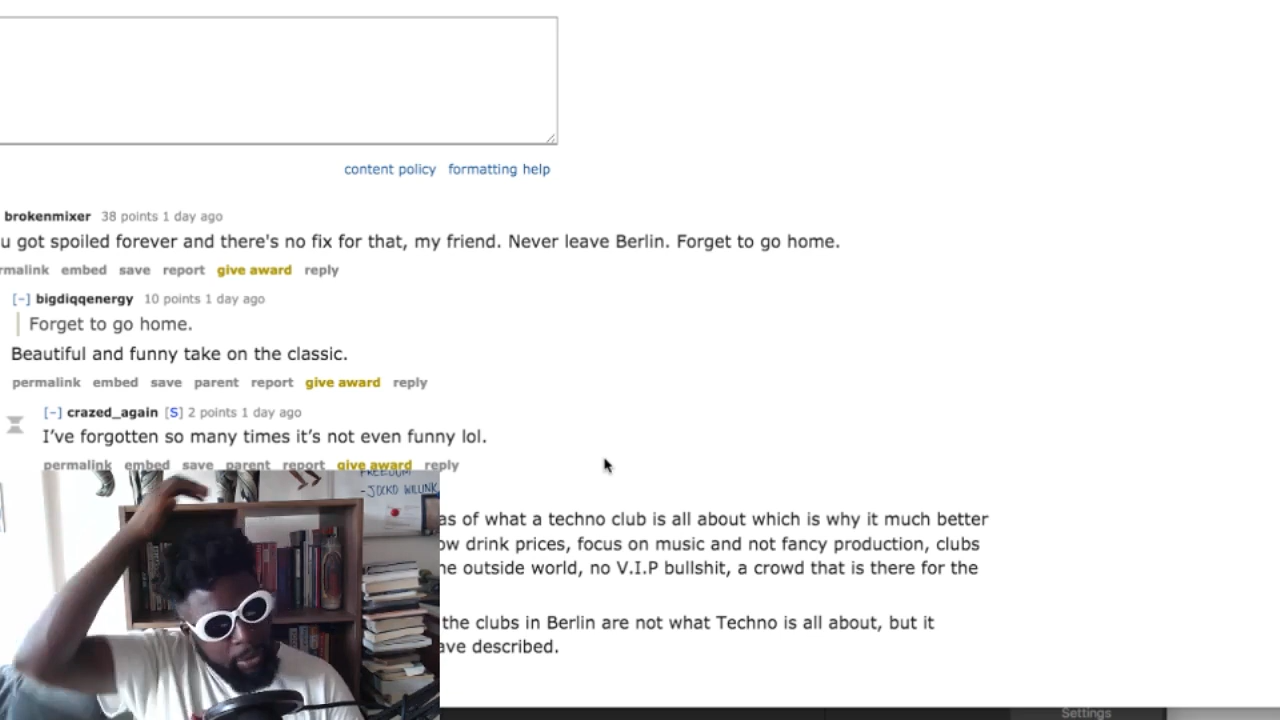 content policy formatting help
brokenmixer 38 points 1 day ago
u got spoiled forever and there's no fix for that, my friend. Never leave Berlin. Forget to go home.
rmalink embed save report give award reply
[-] bigdiqqenergy 10 points 1 day ago
Forget to go home.
Beautiful and funny take on the classic.
permalink embed save parent report give award reply
[-] crazed_again [S] 2 points 1 day ago
I've forgotten so many times it's not even funny lol.
permalink embed save parent report give award reply
FREEDOM
-JOCKO WILLINK
as of what a techno club is all about which is why it much better
ow drink prices, focus on music and not fancy production, clubs
he outside world, no V.I.P bullshit, a crowd that is there for the
the clubs in Berlin are not what Techno is all about, but it
ave described.
Settings